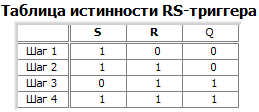 Таблица истинности RS-триггера
S R Q
Шаг 1 1 0 0
Шаг 2 1 1 0
Шаг 3 0 1 1
Шаг 4 1 1 1